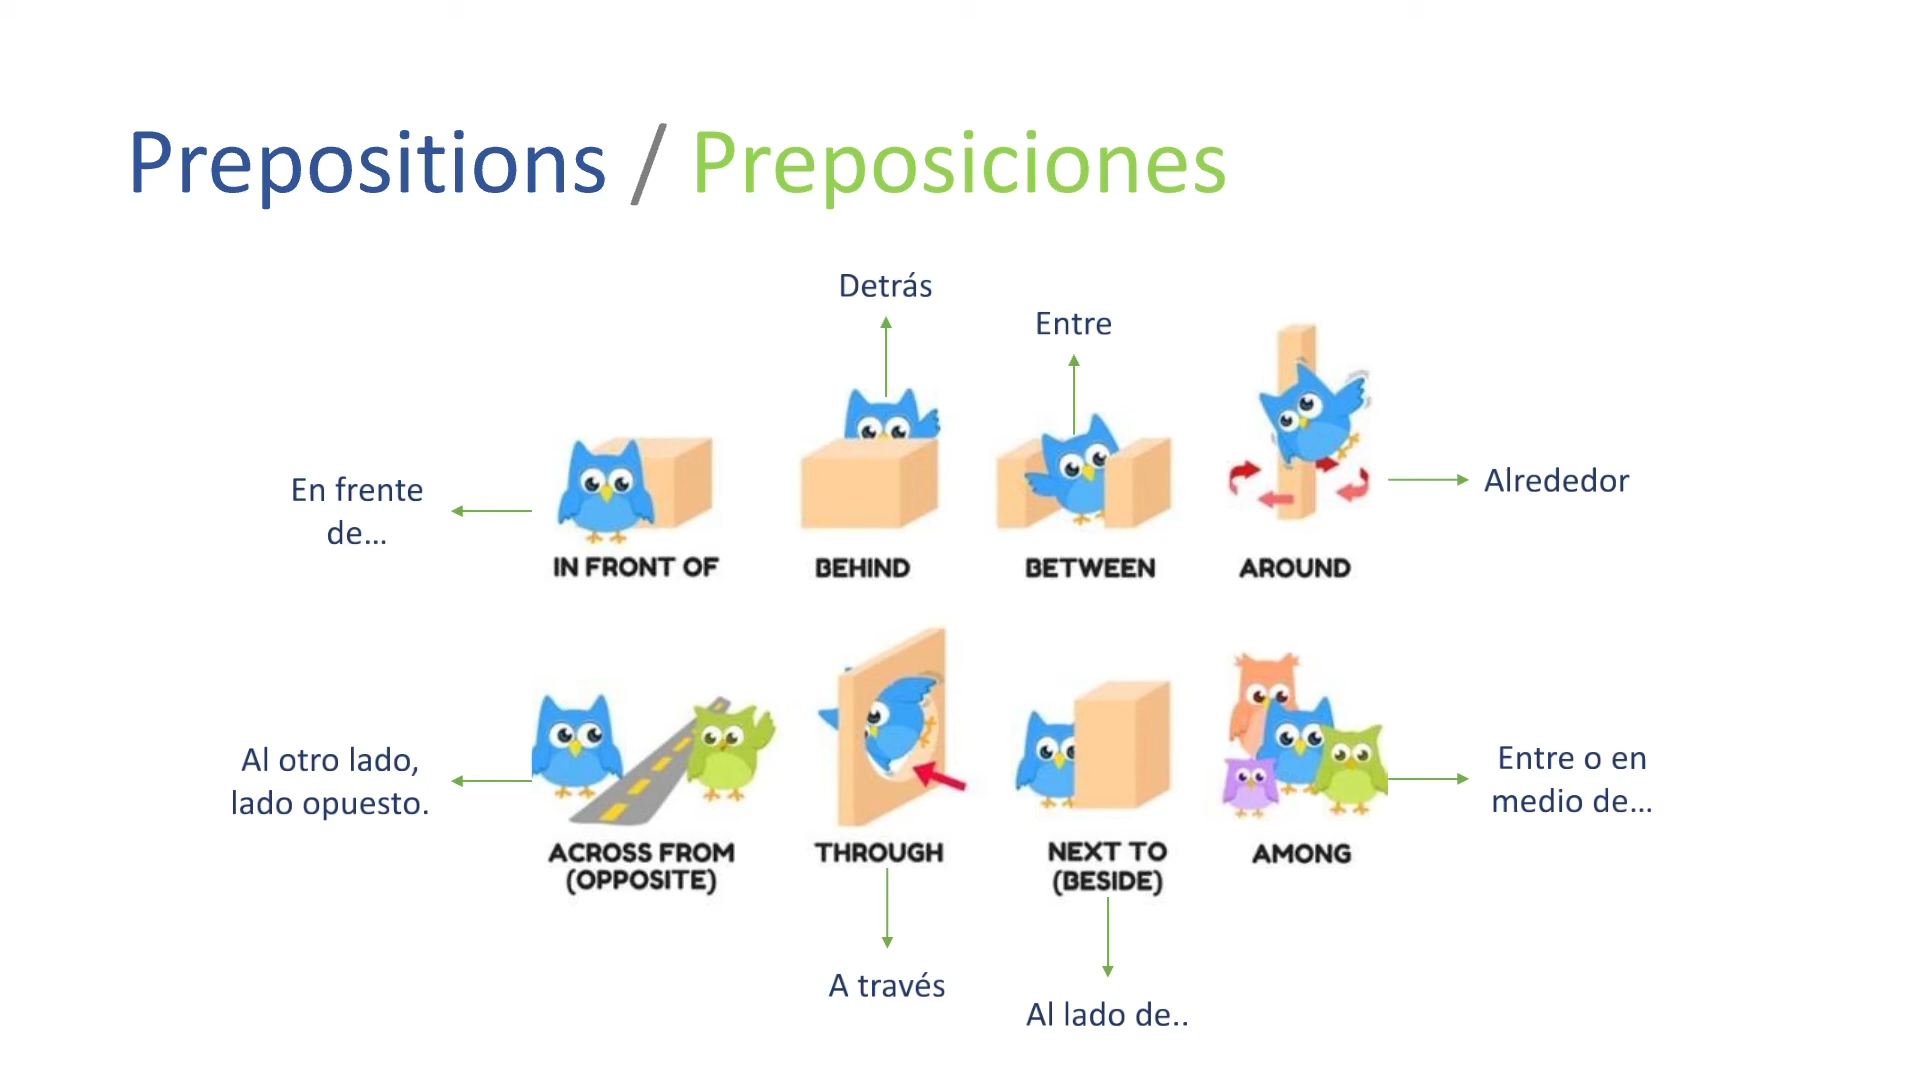 Prepositions / Preposiciones
Detrás
Entre
En frente
de...
Alrededor
IN FRONT OF
BEHIND
BETWEEN
AROUND
Al otro lado,
lado opuesto.
Entre o en
medio de...
ACROSS FROM
(OPPOSITE)
THROUGH
NEXT TO
(BESIDE)
AMONG
A través
Al lado de..